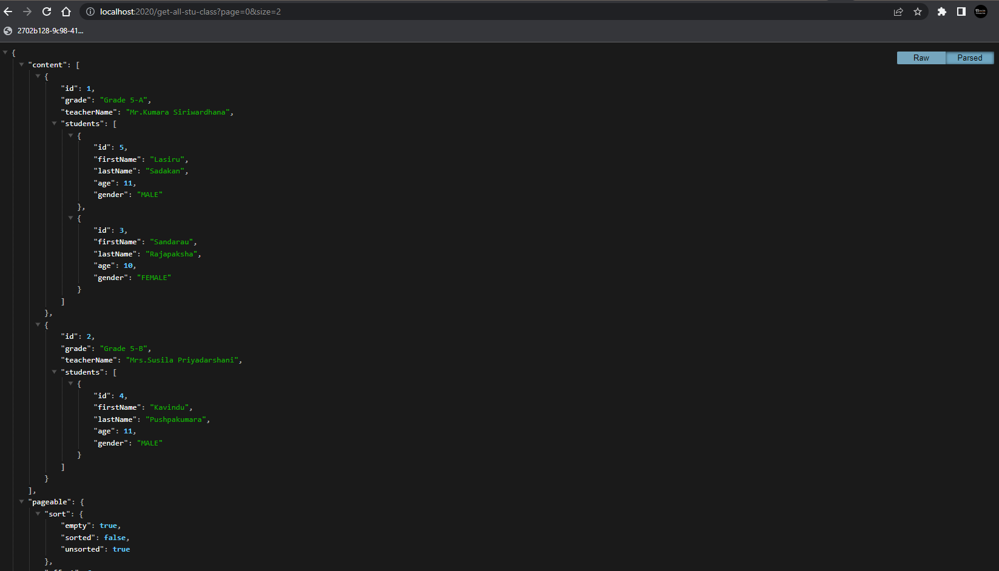 localhost:2020/get-all-stu-class?page=0&size=2
2702b128-9c98-41...
Raw Parsed
{
"content": [
{
"id": 1,
"grade": "Grade 5-A",
"teacherName": "Mr.Kumara Siriwardhana",
"students": [
{
"id": 5,
"firstName": "Lasiru",
"lastName": "Sadakan",
"age": 11,
"gender": "MALE"
},
{
"id": 3,
"firstName": "Sandarau",
"lastName": "Rajapaksha",
"age": 10,
"gender": "FEMALE"
}
]
},
{
"id": 2,
"grade": "Grade 5-B",
"teacherName": "Mrs.Susila Priyadarshani",
"students": [
{
"id": 4,
"firstName": "Kavindu",
"lastName": "Pushpakumara",
"age": 11,
"gender": "MALE"
}
]
}
],
"pageable": {
"sort": {
"empty": true,
"sorted": false,
"unsorted": true
},